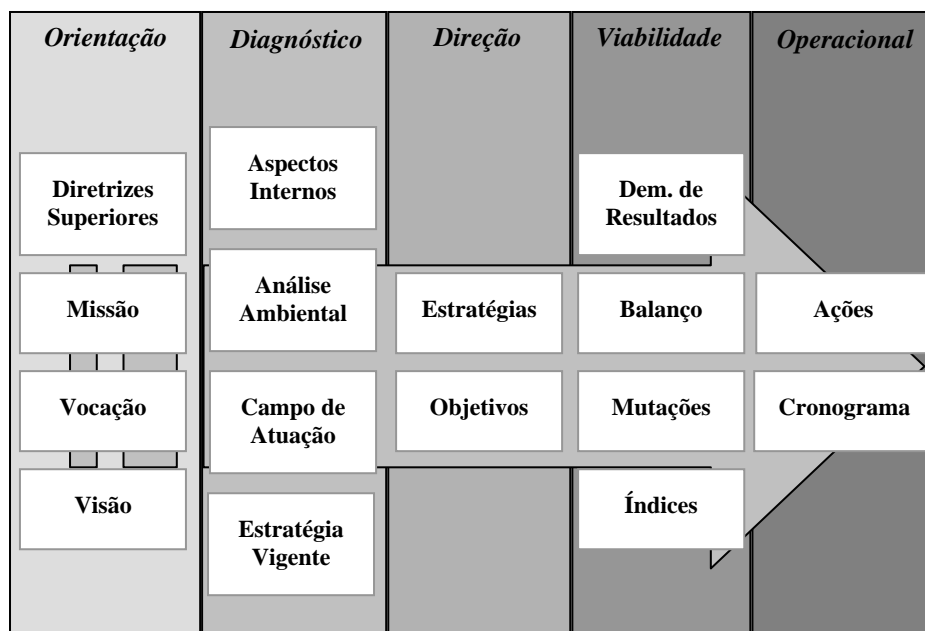 Orientação
Diagnóstico
Direção
Viabilidade
Operacional
Diretrizes
Superiores
Missão
Vocação
Visão
Aspectos
Internos
Análise
Ambiental
Campo de
Atuação
Estratégia
Vigente
Estratégias
Objetivos
Dem. de
Resultados
Balanço
Mutações
Índices
Ações
Cronograma